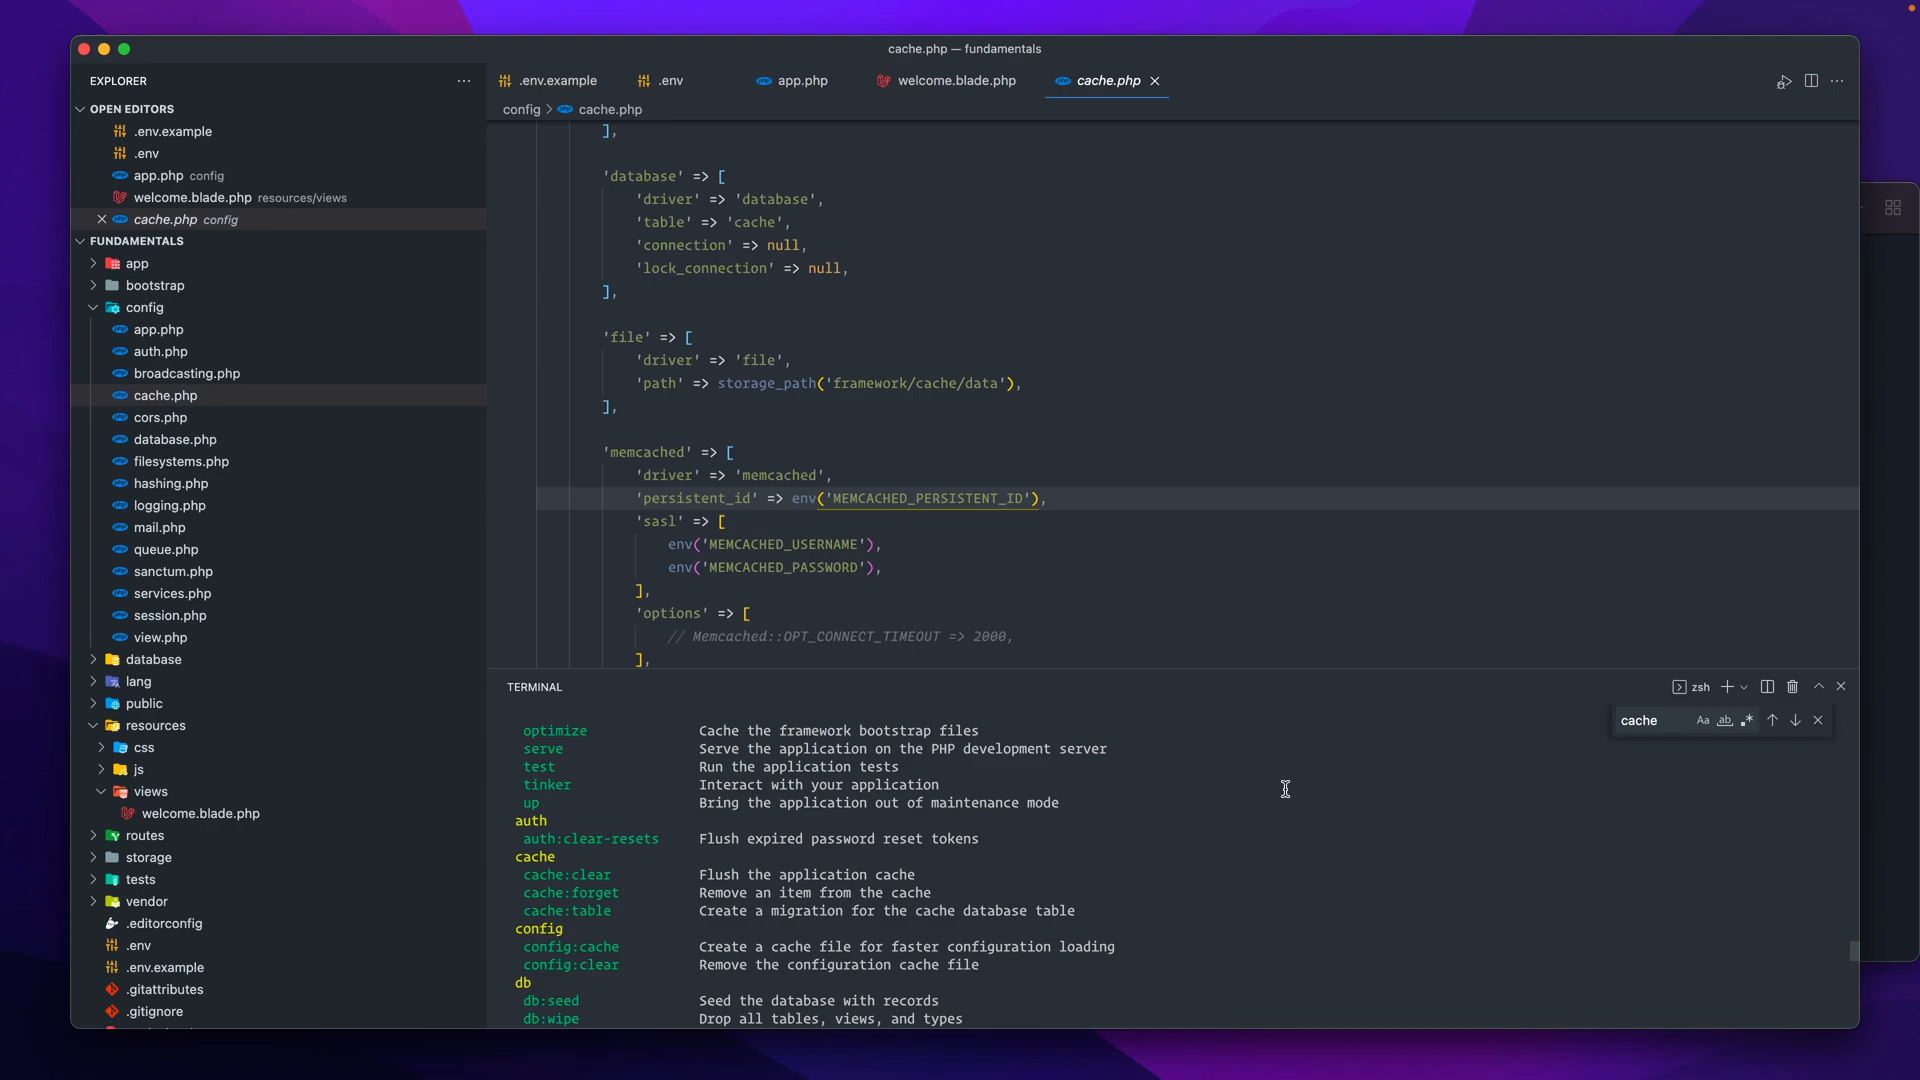 cache.php — fundamentals
EXPLORER
OPEN EDITORS
.env.example
.env
app.php config
welcome.blade.php resources/views
cache.php config
FUNDAMENTALS
app
bootstrap
config
app.php
auth.php
broadcasting.php
cache.php
cors.php
database.php
filesystems.php
hashing.php
logging.php
mail.php
queue.php
sanctum.php
services.php
session.php
view.php
database
lang
public
resources
css
js
views
welcome.blade.php
routes
storage
tests
vendor
.editorconfig
.env
.env.example
.gitattributes
.gitignore
.env.example .env app.php welcome.blade.php cache.php
config > cache.php
],
'database' => [
'driver' => 'database',
'table' => 'cache',
'connection' => null,
'lock_connection' => null,
],
'file' => [
'driver' => 'file',
'path' => storage_path('framework/cache/data'),
],
'memcached' => [
'driver' => 'memcached',
'persistent_id' => env('MEMCACHED_PERSISTENT_ID'),
'sasl' => [
env('MEMCACHED_USERNAME'),
env('MEMCACHED_PASSWORD'),
],
'options' => [
// Memcached::OPT_CONNECT_TIMEOUT => 2000,
],
TERMINAL
zsh
cache Aa ab
optimize Cache the framework bootstrap files
serve Serve the application on the PHP development server
test Run the application tests
tinker Interact with your application
up Bring the application out of maintenance mode
auth
auth:clear-resets Flush expired password reset tokens
cache
cache:clear Flush the application cache
cache:forget Remove an item from the cache
cache:table Create a migration for the cache database table
config
config:cache Create a cache file for faster configuration loading
config:clear Remove the configuration cache file
db
db:seed Seed the database with records
db:wipe Drop all tables, views, and types